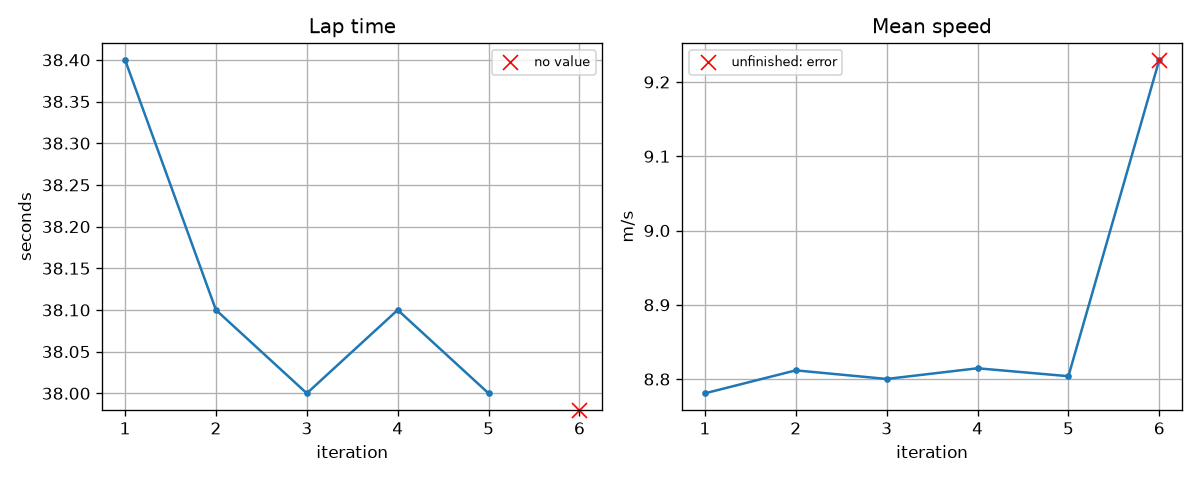 Lap time
38.40
38.35
38.30
38.25
38.20
38.15
38.10
38.05
38.00
seconds
no value
1 2 3 4 5 6
iteration
Mean speed
9.2
9.1
9.0
8.9
8.8
m/s
unfinished: error
1 2 3 4 5 6
iteration